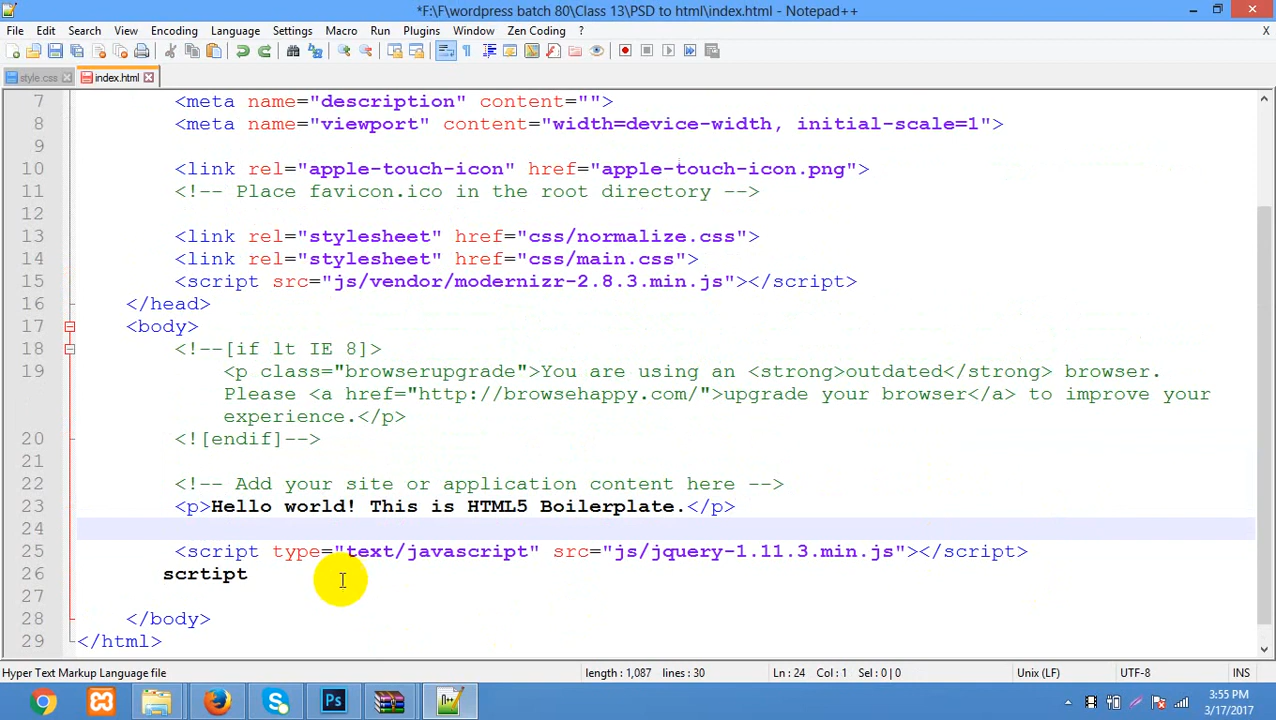 *F:\F\wordpress batch 80\Class 13\PSD to html\index.html - Notepad++
File Edit Search View Encoding Language Settings Macro Run Plugins Window Zen Coding ? X
style.css index.html
7 <meta name="description" content="">
8 <meta name="viewport" content="width=device-width, initial-scale=1">
9
10 <link rel="apple-touch-icon" href="apple-touch-icon.png">
11 <!-- Place favicon.ico in the root directory -->
12
13 <link rel="stylesheet" href="css/normalize.css">
14 <link rel="stylesheet" href="css/main.css">
15 <script src="js/vendor/modernizr-2.8.3.min.js"></script>
16 </head>
17 <body>
18 <!--[if lt IE 8]>
19 <p class="browserupgrade">You are using an <strong>outdated</strong> browser.
Please <a href="http://browsehappy.com/">upgrade your browser</a> to improve your
experience.</p>
20 <![endif]-->
21
22 <!-- Add your site or application content here -->
23 <p>Hello world! This is HTML5 Boilerplate.</p>
24
25 <script type="text/javascript" src="js/jquery-1.11.3.min.js"></script>
26 scrtipt
27
28 </body>
29 </html>
Hyper Text Markup Language file length : 1,087 lines : 30 Ln : 24 Col : 1 Sel : 0 | 0 Unix (LF) UTF-8 INS
Ps
3:55 PM
3/17/2017